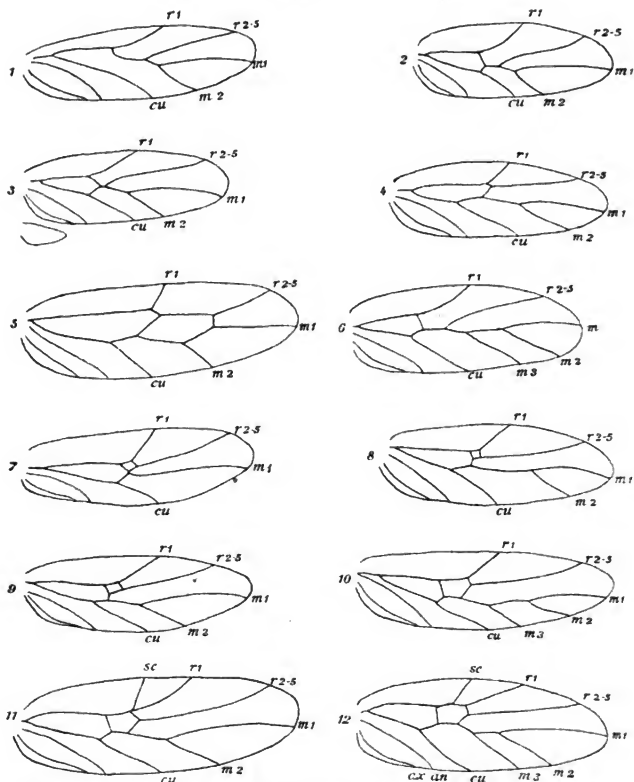 r1 r2-5
1 m1
cu m2
r1 r2-5
2 m1
cu m2
r1 r2-5
3 m1
cu m2
r1 r2-5
4 m1
cu m2
r1 r2-5
5 m1
cu m2
r1 r2-5
6 m
cu m3 m2
r1 r2-5
7 m1
cu
r1 r2-5
8 m1
cu m2
r1 r2-5
9 m1
cu m2
r1 r2-5
10 m1
cu m3 m2
sc r1 r2-5
11 m1
cu m2
sc r1 r2-5
12 m1
ax an cu m3 m2